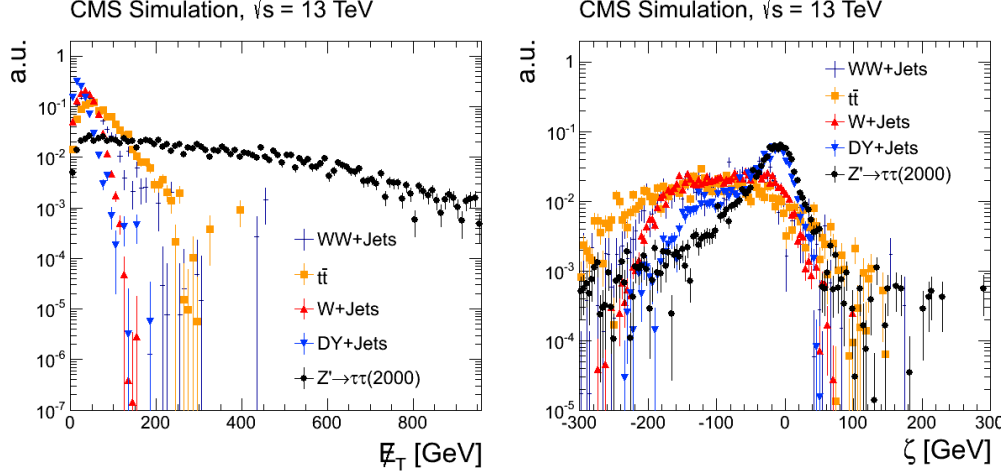 CMS Simulation, √s = 13 TeV
a.u.
1
10⁻¹
10⁻²
10⁻³
10⁻⁴
10⁻⁵
10⁻⁶
10⁻⁷
WW+Jets
tt̄
W+Jets
DY+Jets
Z'→ττ(2000)
0 200 400 600 800
E̸_T [GeV]
CMS Simulation, √s = 13 TeV
a.u.
1
10⁻¹
10⁻²
10⁻³
10⁻⁴
10⁻⁵
WW+Jets
tt̄
W+Jets
DY+Jets
Z'→ττ(2000)
-300 -200 -100 0 100 200 300
ζ [GeV]